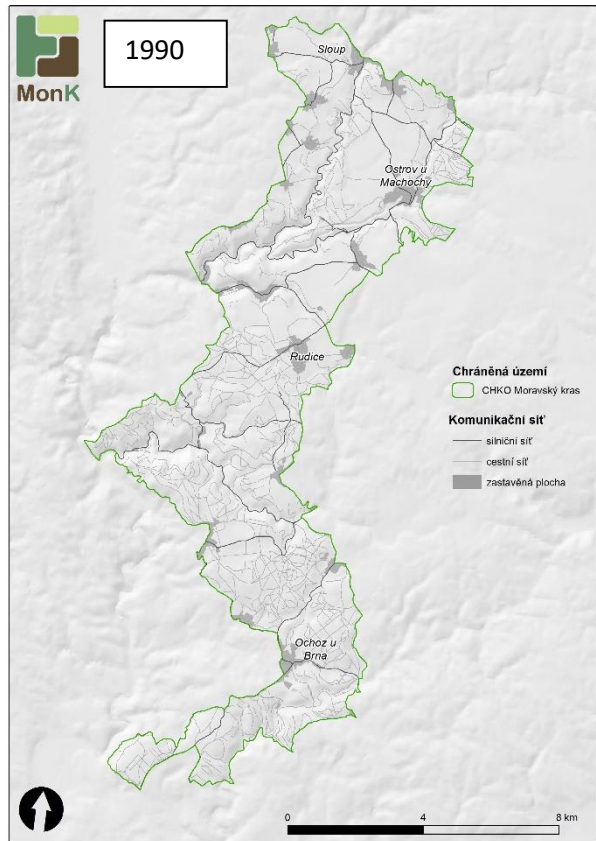 MonK
1990
Sloup
Ostrov u
Machochy
Rudice
Chráněná území
CHKO Moravský kras
Komunikační síť
silniční síť
cestní síť
zastavěná plocha
Ochoz u
Brna
0 4 8 km